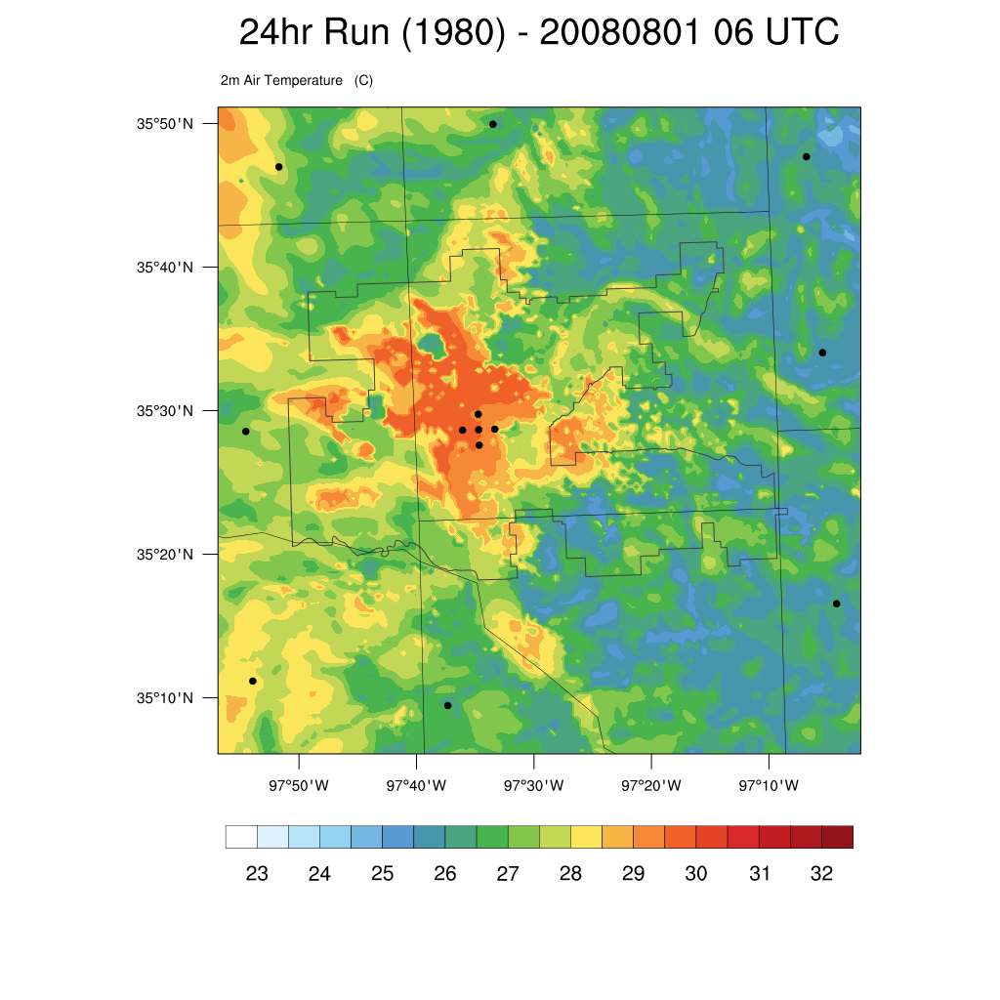 24hr Run (1980) - 20080801 06 UTC
2m Air Temperature (C)
35°50'N
35°40'N
35°30'N
35°20'N
35°10'N
97°50'W 97°40'W 97°30'W 97°20'W 97°10'W
23 24 25 26 27 28 29 30 31 32